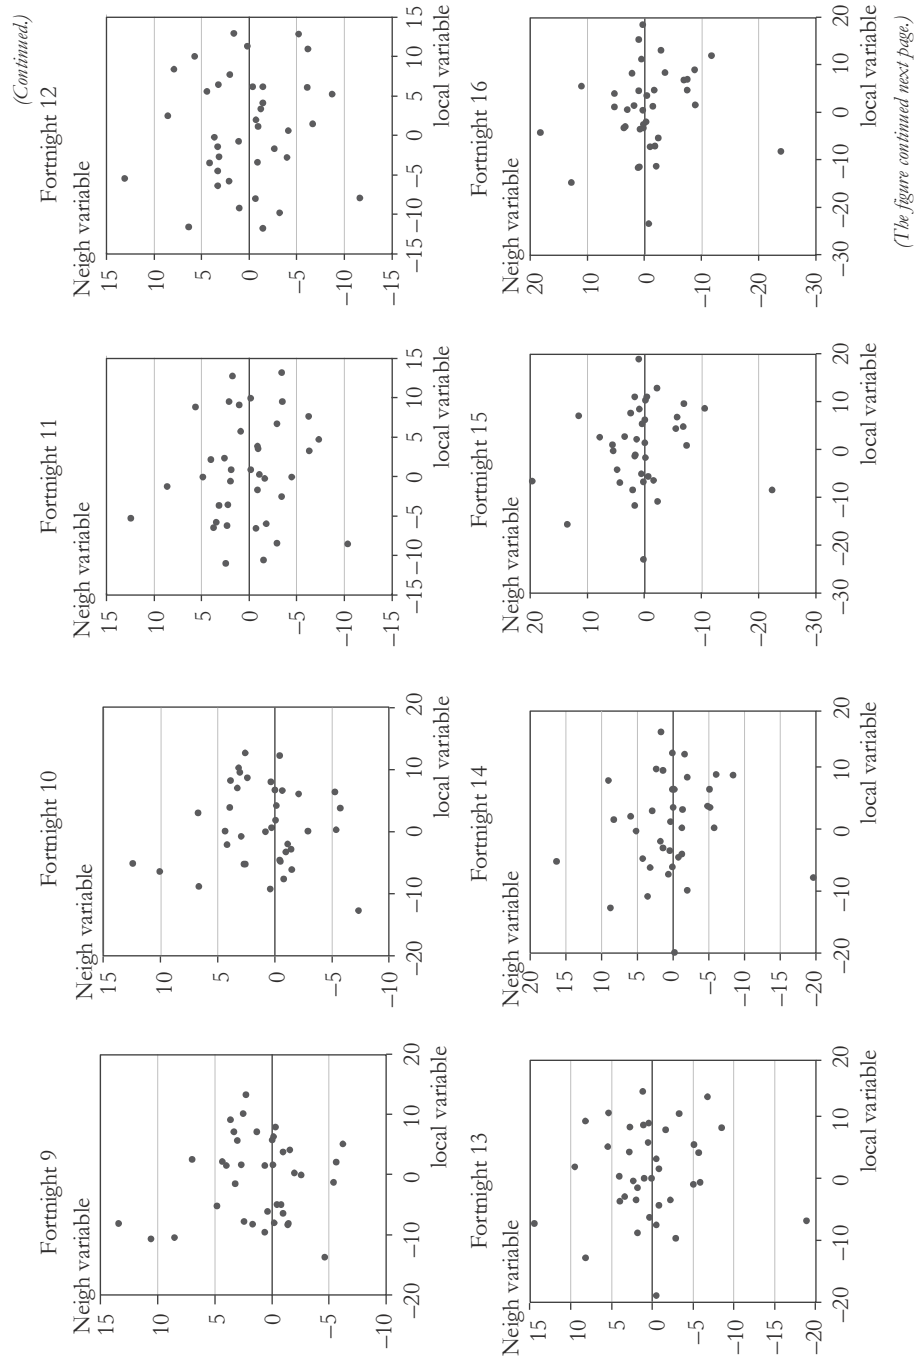 (Continued.)
Fortnight 9
Neigh variable
15
10
5
0
−5
−10
−20 −10 0 10 20
local variable
Fortnight 10
Neigh variable
15
10
5
0
−5
−10
−20 −10 0 10 20
local variable
Fortnight 11
Neigh variable
15
10
5
0
−5
−10
−15
−15 −10 −5 0 5 10 15
local variable
Fortnight 12
Neigh variable
15
10
5
0
−5
−10
−15
−15 −10 −5 0 5 10 15
local variable
Fortnight 13
Neigh variable
15
10
5
0
−5
−10
−15
−20
−20 −10 0 10 20
local variable
Fortnight 14
Neigh variable
20
15
10
5
0
−5
−10
−15
−20
−20 −10 0 10 20
local variable
Fortnight 15
Neigh variable
20
10
0
−10
−20
−30
−30 −20 −10 0 10 20
local variable
Fortnight 16
Neigh variable
20
10
0
−10
−20
−30
−30 −20 −10 0 10 20
local variable
(The figure continued next page.)